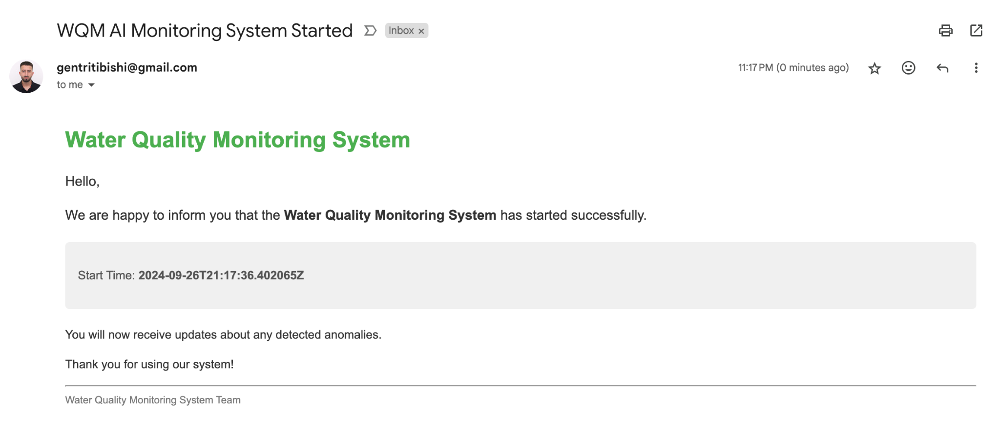 WQM AI Monitoring System Started Inbox ×
gentritibishi@gmail.com 11:17 PM (0 minutes ago)
to me
Water Quality Monitoring System
Hello,
We are happy to inform you that the Water Quality Monitoring System has started successfully.
Start Time: 2024-09-26T21:17:36.402065Z
You will now receive updates about any detected anomalies.
Thank you for using our system!
Water Quality Monitoring System Team